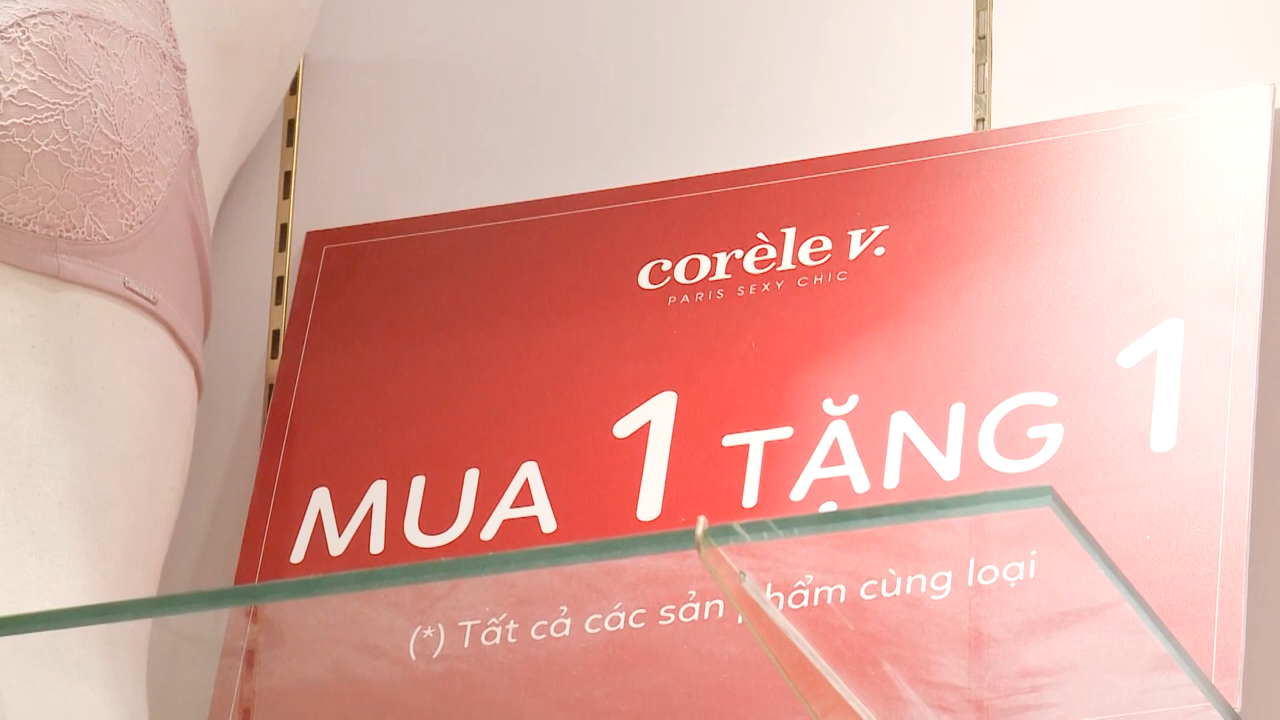 corèle v.
PARIS SEXY CHIC
MUA 1 TẶNG 1
(*) Tất cả các sản phẩm cùng loại